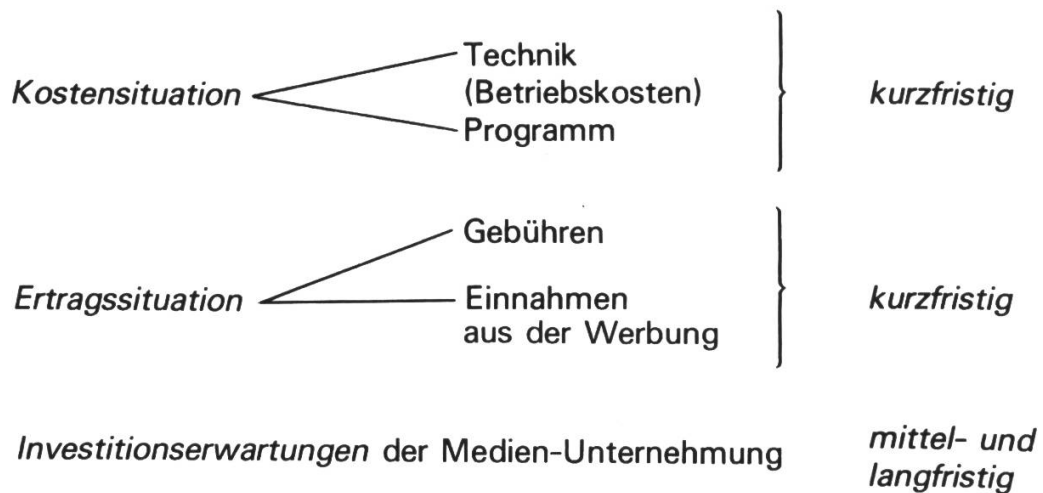 Kostensituation
Technik
(Betriebskosten)
Programm
kurzfristig
Ertragssituation
Gebühren
Einnahmen
aus der Werbung
kurzfristig
Investitionserwartungen der Medien-Unternehmung
mittel- und
langfristig